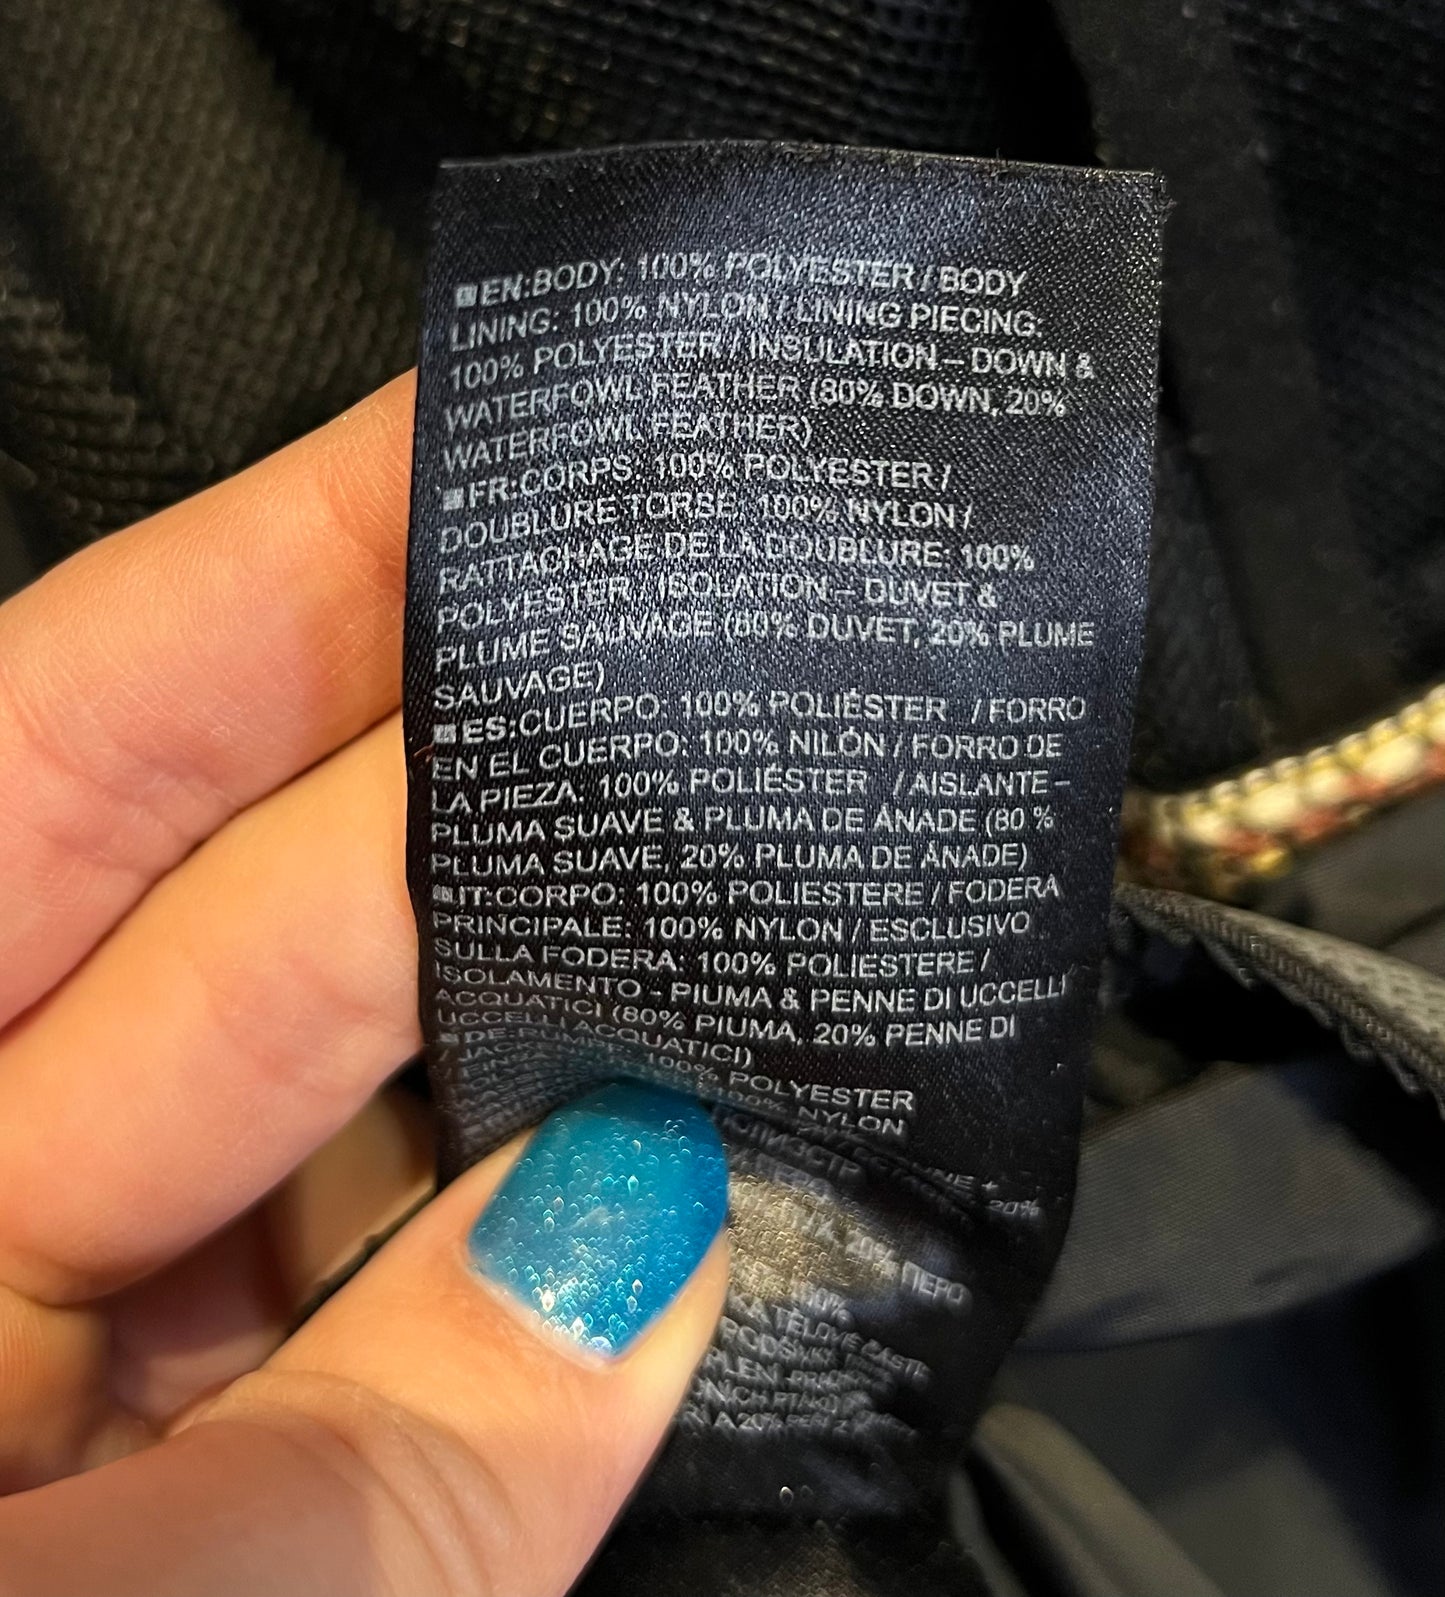 EN:BODY: 100% POLYESTER / BODY
LINING: 100% NYLON / LINING PIECING:
100% POLYESTER / INSULATION – DOWN &
WATERFOWL FEATHER (80% DOWN, 20%
WATERFOWL FEATHER)
FR:CORPS: 100% POLYESTER /
DOUBLURE TORSE: 100% NYLON /
RATTACHAGE DE LA DOUBLURE: 100%
POLYESTER / ISOLATION – DUVET &
PLUME SAUVAGE (80% DUVET, 20% PLUME
SAUVAGE)
ES:CUERPO: 100% POLIÉSTER / FORRO
EN EL CUERPO: 100% NILÓN / FORRO DE
LA PIEZA: 100% POLIÉSTER / AISLANTE –
PLUMA SUAVE & PLUMA DE ÁNADE (80 %
PLUMA SUAVE, 20% PLUMA DE ÁNADE)
IT:CORPO: 100% POLIESTERE / FODERA
PRINCIPALE: 100% NYLON / ESCLUSIVO
SULLA FODERA: 100% POLIESTERE /
ISOLAMENTO - PIUMA & PENNE DI UCCELLI
ACQUATICI (80% PIUMA, 20% PENNE DI
UCCELLI ACQUATICI)
100% POLYESTER
100% NYLON
20%
20% ПЕРО
100%